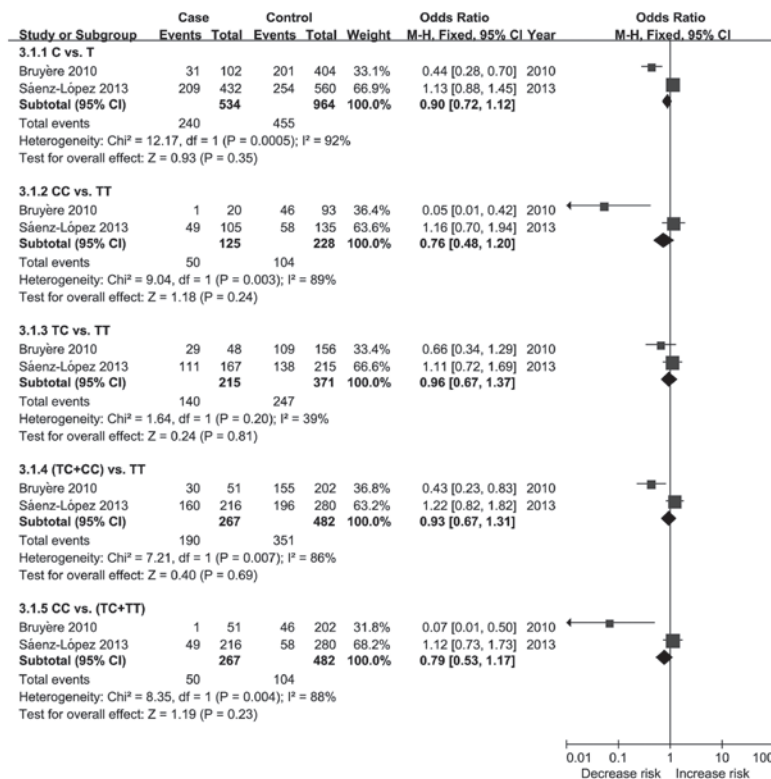 Case Control Odds Ratio Odds Ratio
Study or Subgroup Events Total Events Total Weight M-H. Fixed. 95% CI Year M-H. Fixed. 95% CI
3.1.1 C vs. T
Bruyère 2010 31 102 201 404 33.1% 0.44 [0.28, 0.70] 2010
Sáenz-López 2013 209 432 254 560 66.9% 1.13 [0.88, 1.45] 2013
Subtotal (95% CI) 534 964 100.0% 0.90 [0.72, 1.12]
Total events 240 455
Heterogeneity: Chi² = 12.17, df = 1 (P = 0.0005); I² = 92%
Test for overall effect: Z = 0.93 (P = 0.35)
3.1.2 CC vs. TT
Bruyère 2010 1 20 46 93 36.4% 0.05 [0.01, 0.42] 2010
Sáenz-López 2013 49 105 58 135 63.6% 1.16 [0.70, 1.94] 2013
Subtotal (95% CI) 125 228 100.0% 0.76 [0.48, 1.20]
Total events 50 104
Heterogeneity: Chi² = 9.04, df = 1 (P = 0.003); I² = 89%
Test for overall effect: Z = 1.18 (P = 0.24)
3.1.3 TC vs. TT
Bruyère 2010 29 48 109 156 33.4% 0.66 [0.34, 1.29] 2010
Sáenz-López 2013 111 167 138 215 66.6% 1.11 [0.72, 1.69] 2013
Subtotal (95% CI) 215 371 100.0% 0.96 [0.67, 1.37]
Total events 140 247
Heterogeneity: Chi² = 1.64, df = 1 (P = 0.20); I² = 39%
Test for overall effect: Z = 0.24 (P = 0.81)
3.1.4 (TC+CC) vs. TT
Bruyère 2010 30 51 155 202 36.8% 0.43 [0.23, 0.83] 2010
Sáenz-López 2013 160 216 196 280 63.2% 1.22 [0.82, 1.82] 2013
Subtotal (95% CI) 267 482 100.0% 0.93 [0.67, 1.31]
Total events 190 351
Heterogeneity: Chi² = 7.21, df = 1 (P = 0.007); I² = 86%
Test for overall effect: Z = 0.40 (P = 0.69)
3.1.5 CC vs. (TC+TT)
Bruyère 2010 1 51 46 202 31.8% 0.07 [0.01, 0.50] 2010
Sáenz-López 2013 49 216 58 280 68.2% 1.12 [0.73, 1.73] 2013
Subtotal (95% CI) 267 482 100.0% 0.79 [0.53, 1.17]
Total events 50 104
Heterogeneity: Chi² = 8.35, df = 1 (P = 0.004); I² = 88%
Test for overall effect: Z = 1.19 (P = 0.23)
0.01 0.1 1 10 100
Decrease risk Increase risk